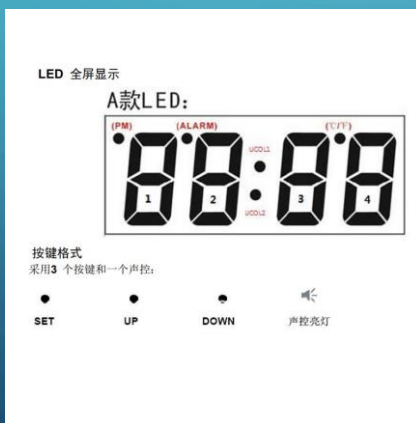 LED 全屏显示
A款LED:
(PM) (ALARM) (℃/℉)
UCOL1
1 2 3 4
UCOL2
按键格式
采用3 个按键和一个声控:
SET UP DOWN 声控亮灯